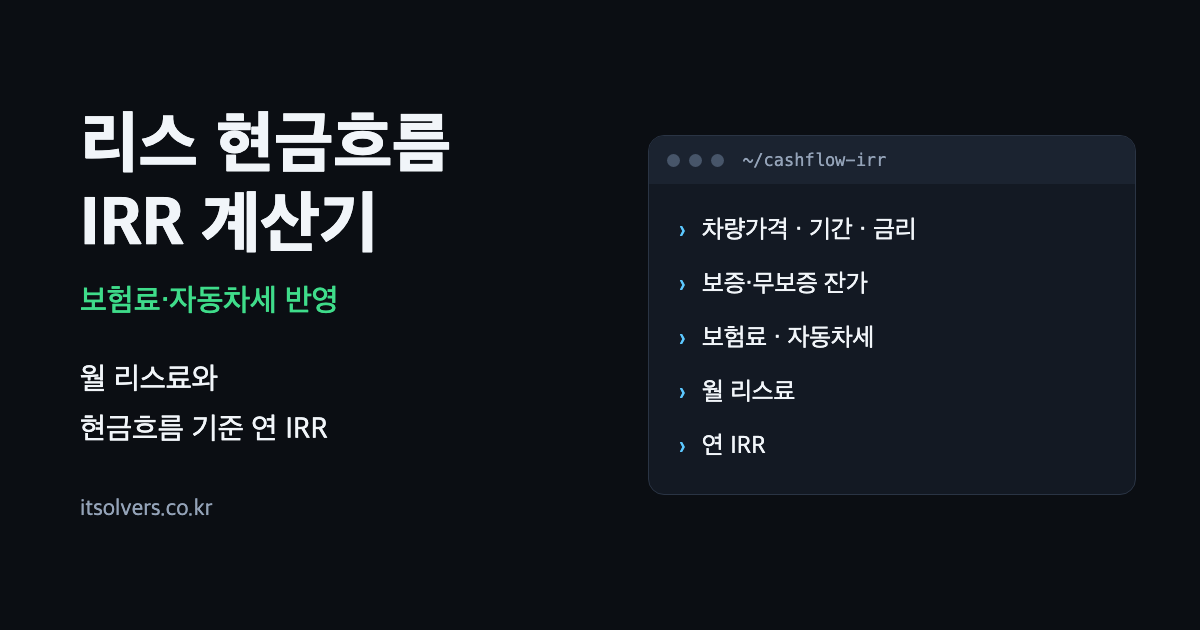 리스 현금흐름
IRR 계산기
보험료·자동차세 반영
월 리스료와
현금흐름 기준 연 IRR
itsolvers.co.kr
~/cashflow-irr
› 차량가격 · 기간 · 금리
› 보증·무보증 잔가
› 보험료 · 자동차세
› 월 리스료
› 연 IRR